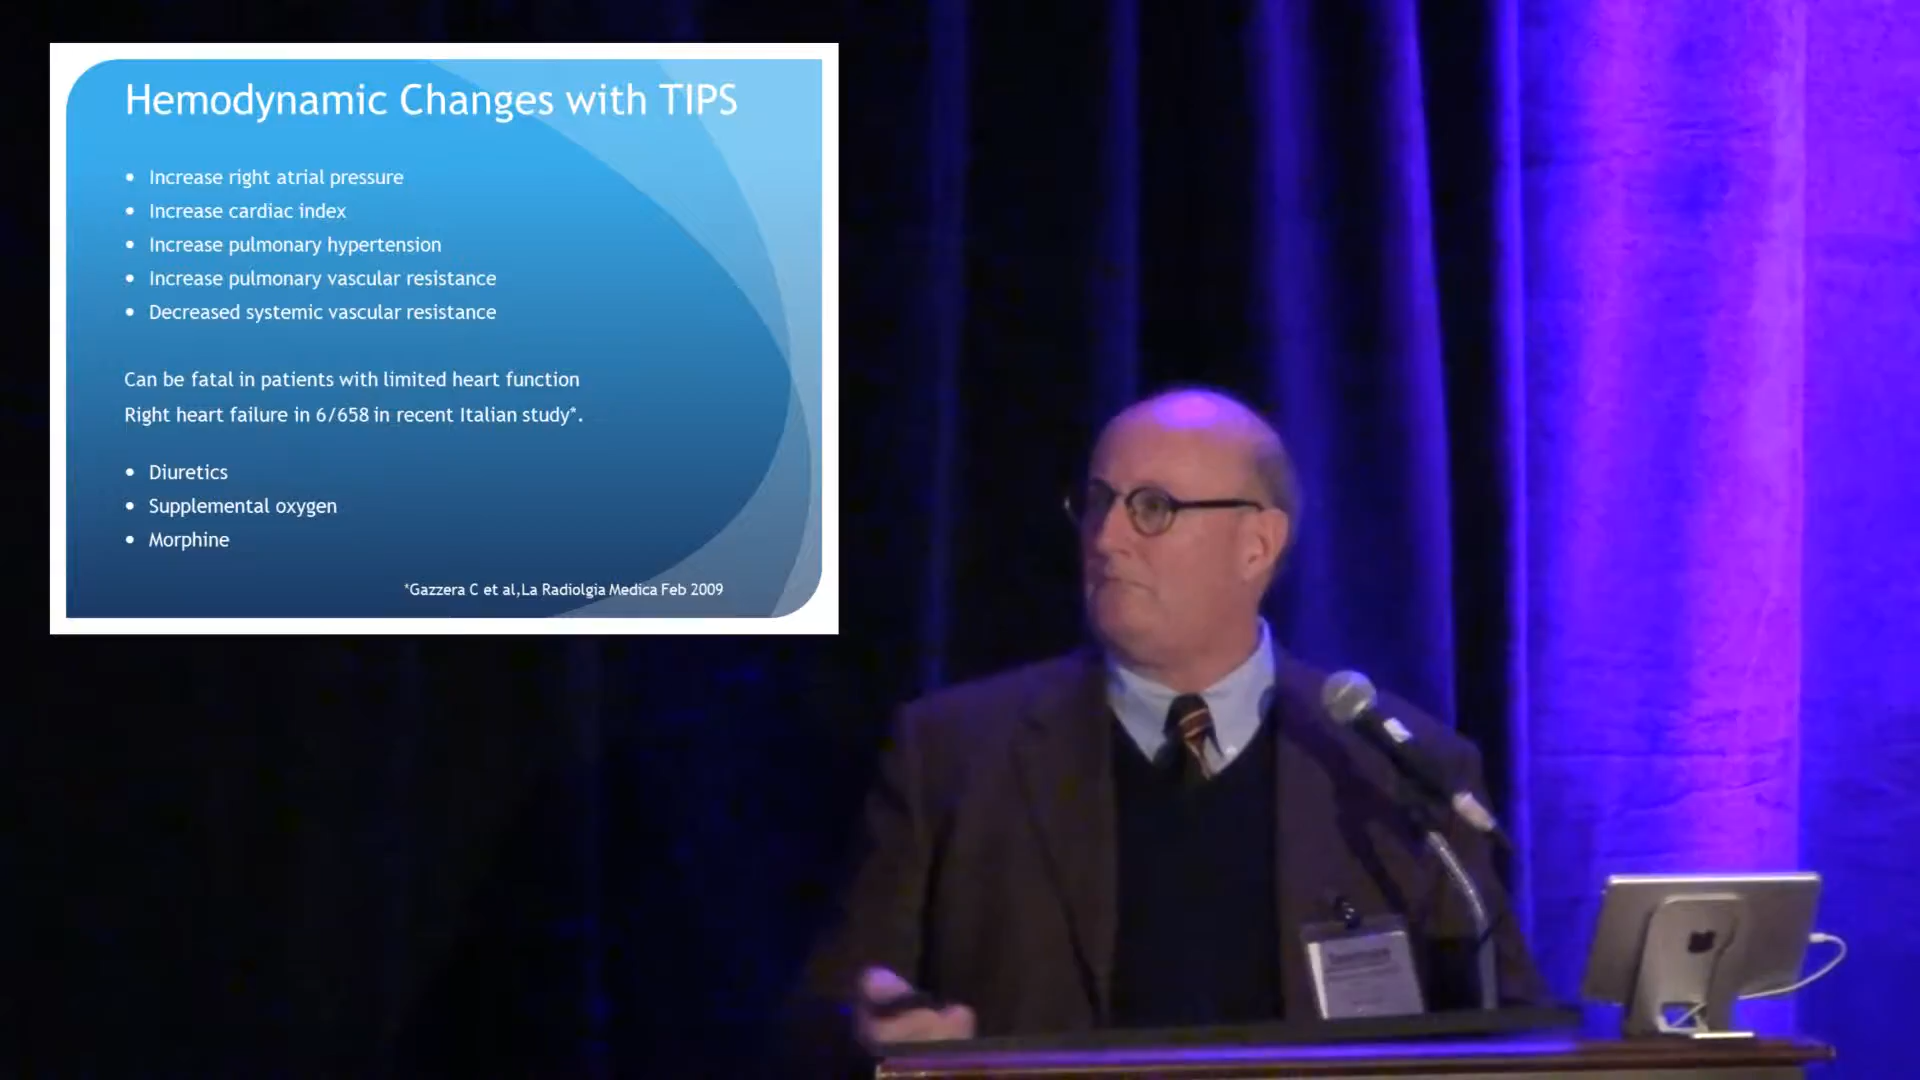 Hemodynamic Changes with TIPS
• Increase right atrial pressure
• Increase cardiac index
• Increase pulmonary hypertension
• Increase pulmonary vascular resistance
• Decreased systemic vascular resistance
Can be fatal in patients with limited heart function
Right heart failure in 6/658 in recent Italian study*.
• Diuretics
• Supplemental oxygen
• Morphine
*Gazzera C et al,La Radiolgia Medica Feb 2009